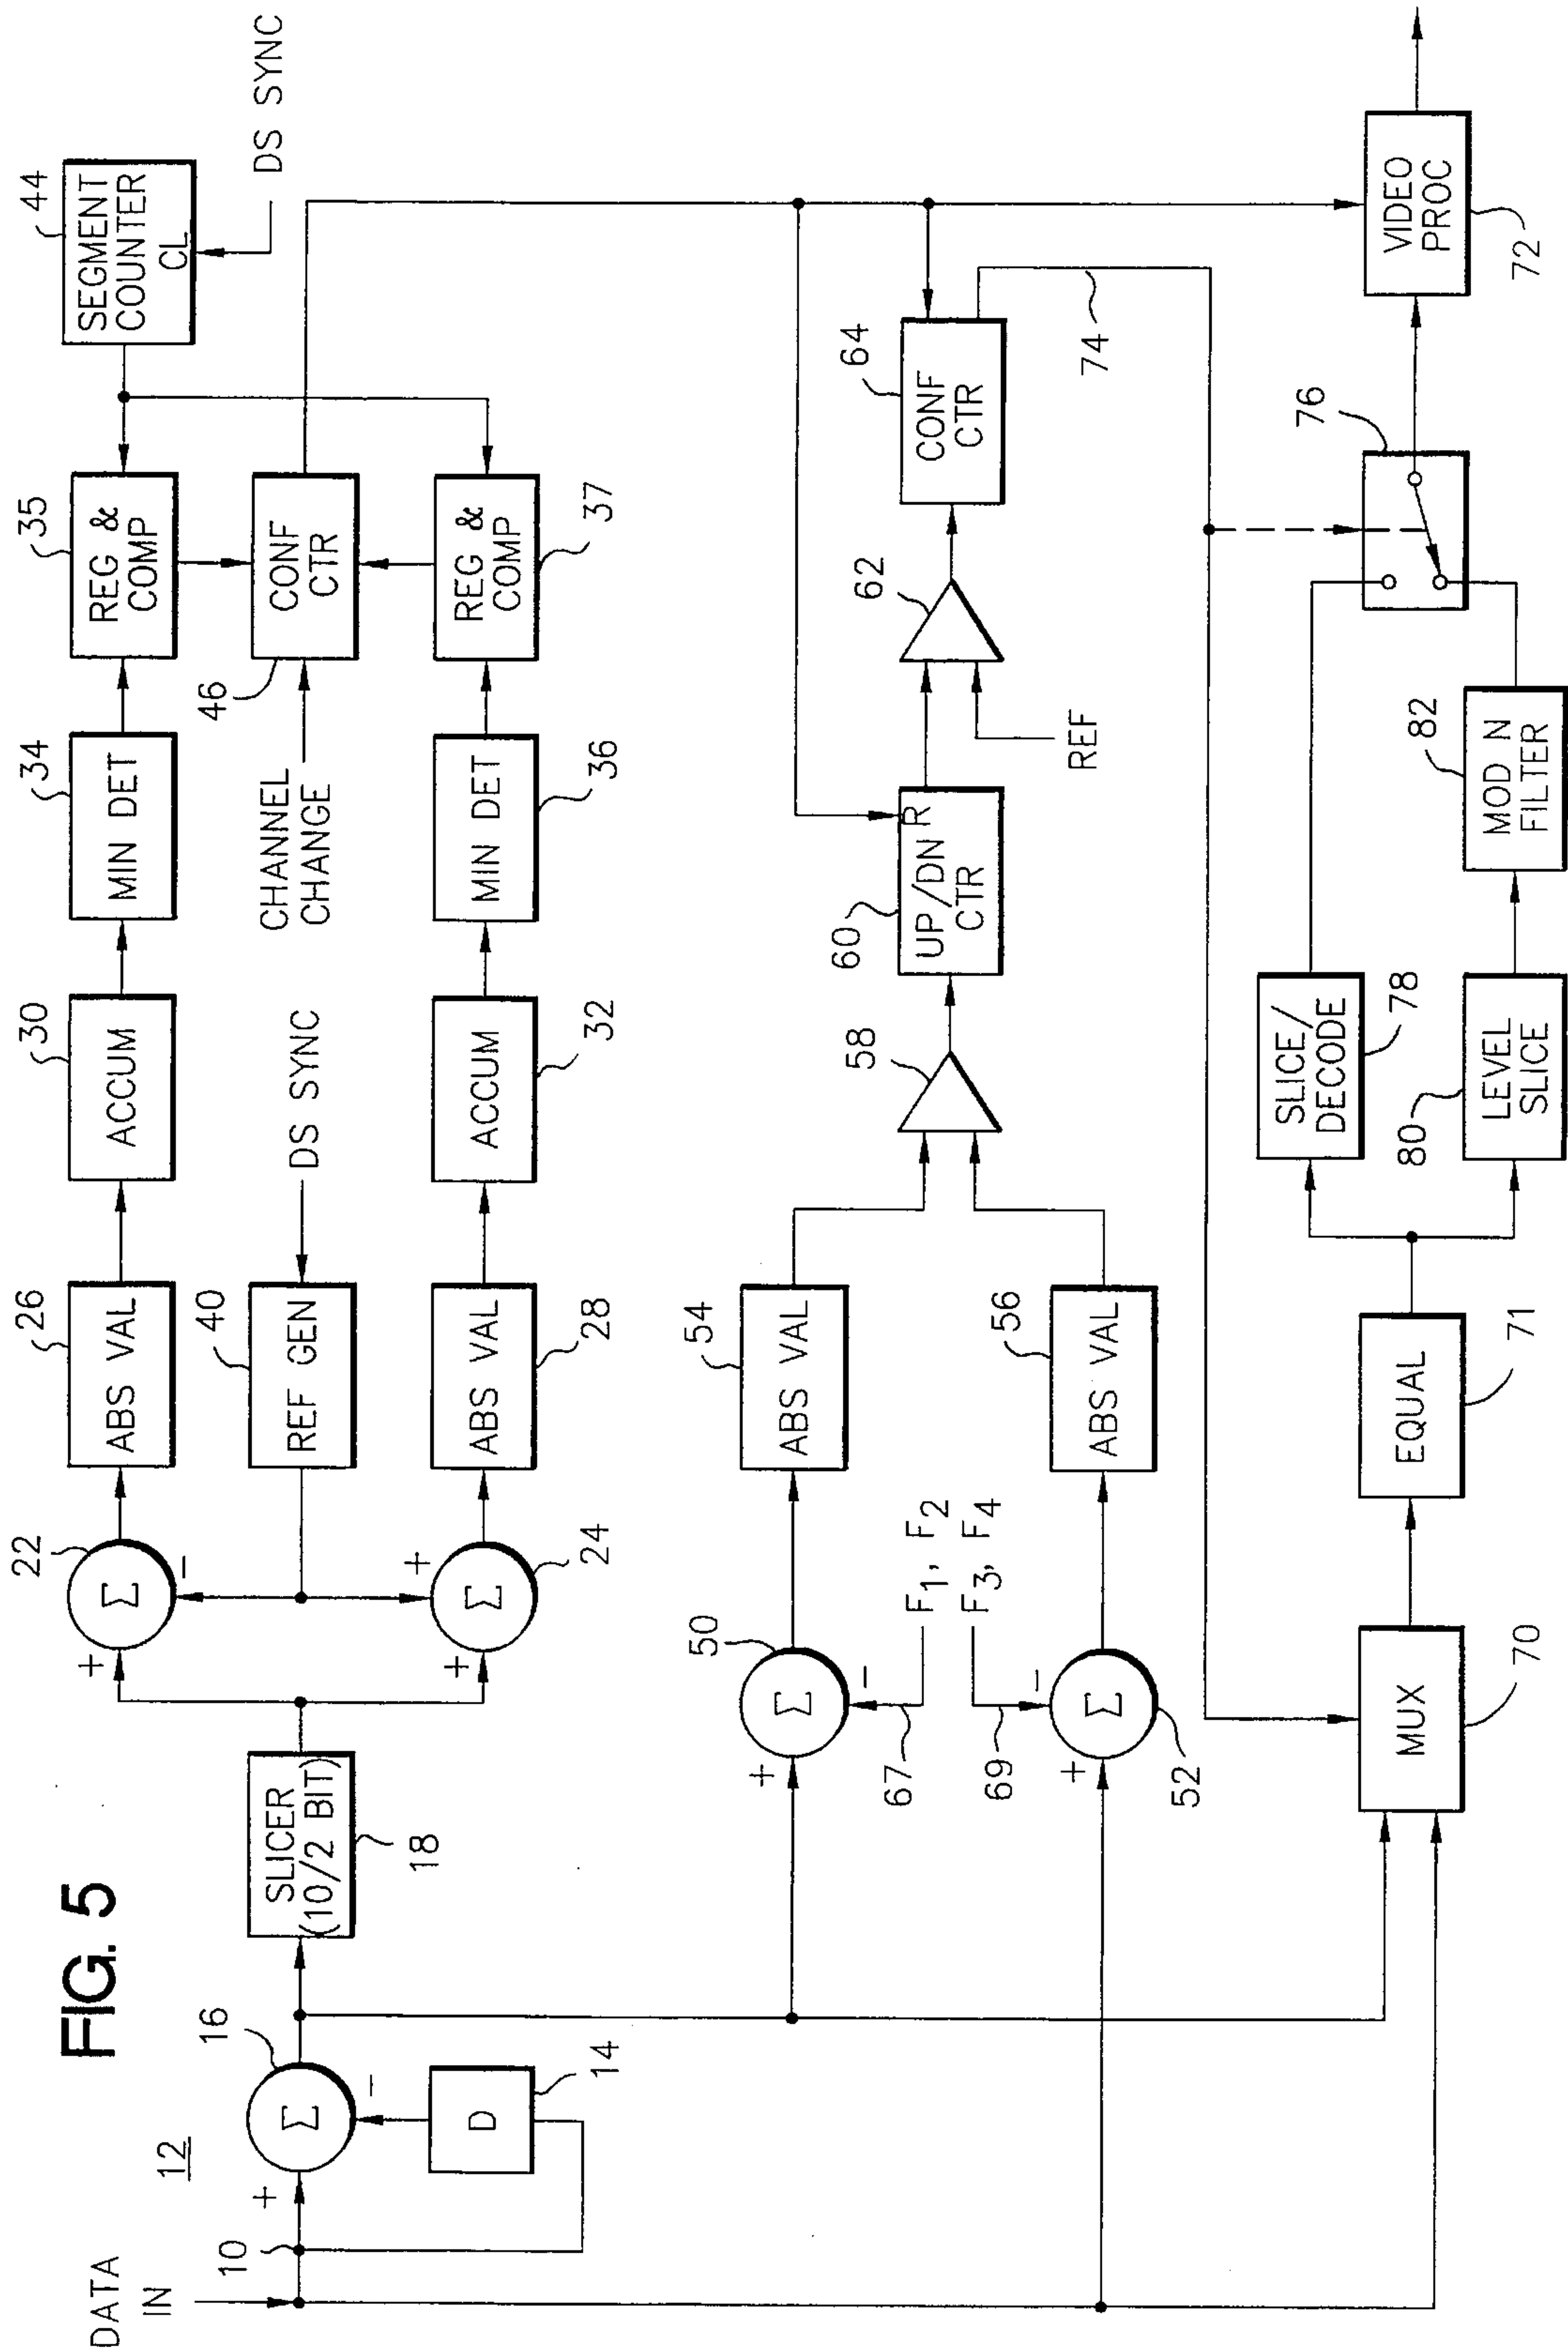 FIG. 5
DATA
IN
10
12
+
Σ
16
−
D
14
SLICER
(10/2 BIT)
18
+
Σ
22
−
+
+
Σ
24
26
ABS VAL
40
REF GEN
DS SYNC
ABS VAL
28
30
ACCUM
ACCUM
32
34
MIN DET
CHANNEL
CHANGE
MIN DET
36
35
REG &
COMP
46
CONF
CTR
REG &
COMP
37
44
SEGMENT
COUNTER
CL
DS SYNC
50
+
Σ
−
67
F1, F2
F3, F4
69
−
+
Σ
52
54
ABS VAL
56
ABS VAL
58
60
UP/DN
CTR
R
62
REF
64
CONF
CTR
74
MUX
70
EQUAL
71
SLICE/
DECODE
78
80
LEVEL
SLICE
82
MOD N
FILTER
76
VIDEO
PROC
72